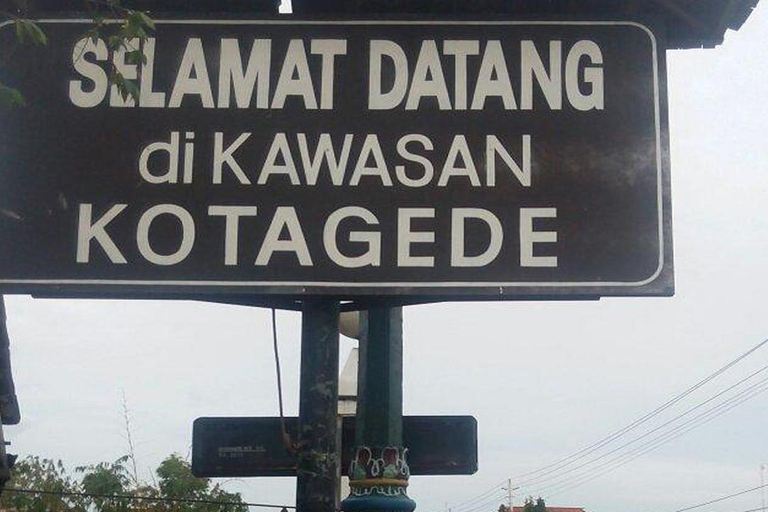 SELAMAT DATANG
di KAWASAN
KOTAGEDE